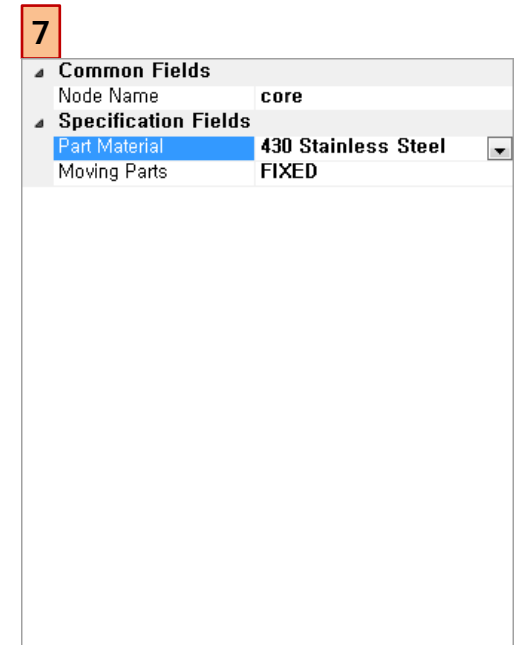 7
Common Fields
Node Name core
Specification Fields
Part Material 430 Stainless Steel
Moving Parts FIXED